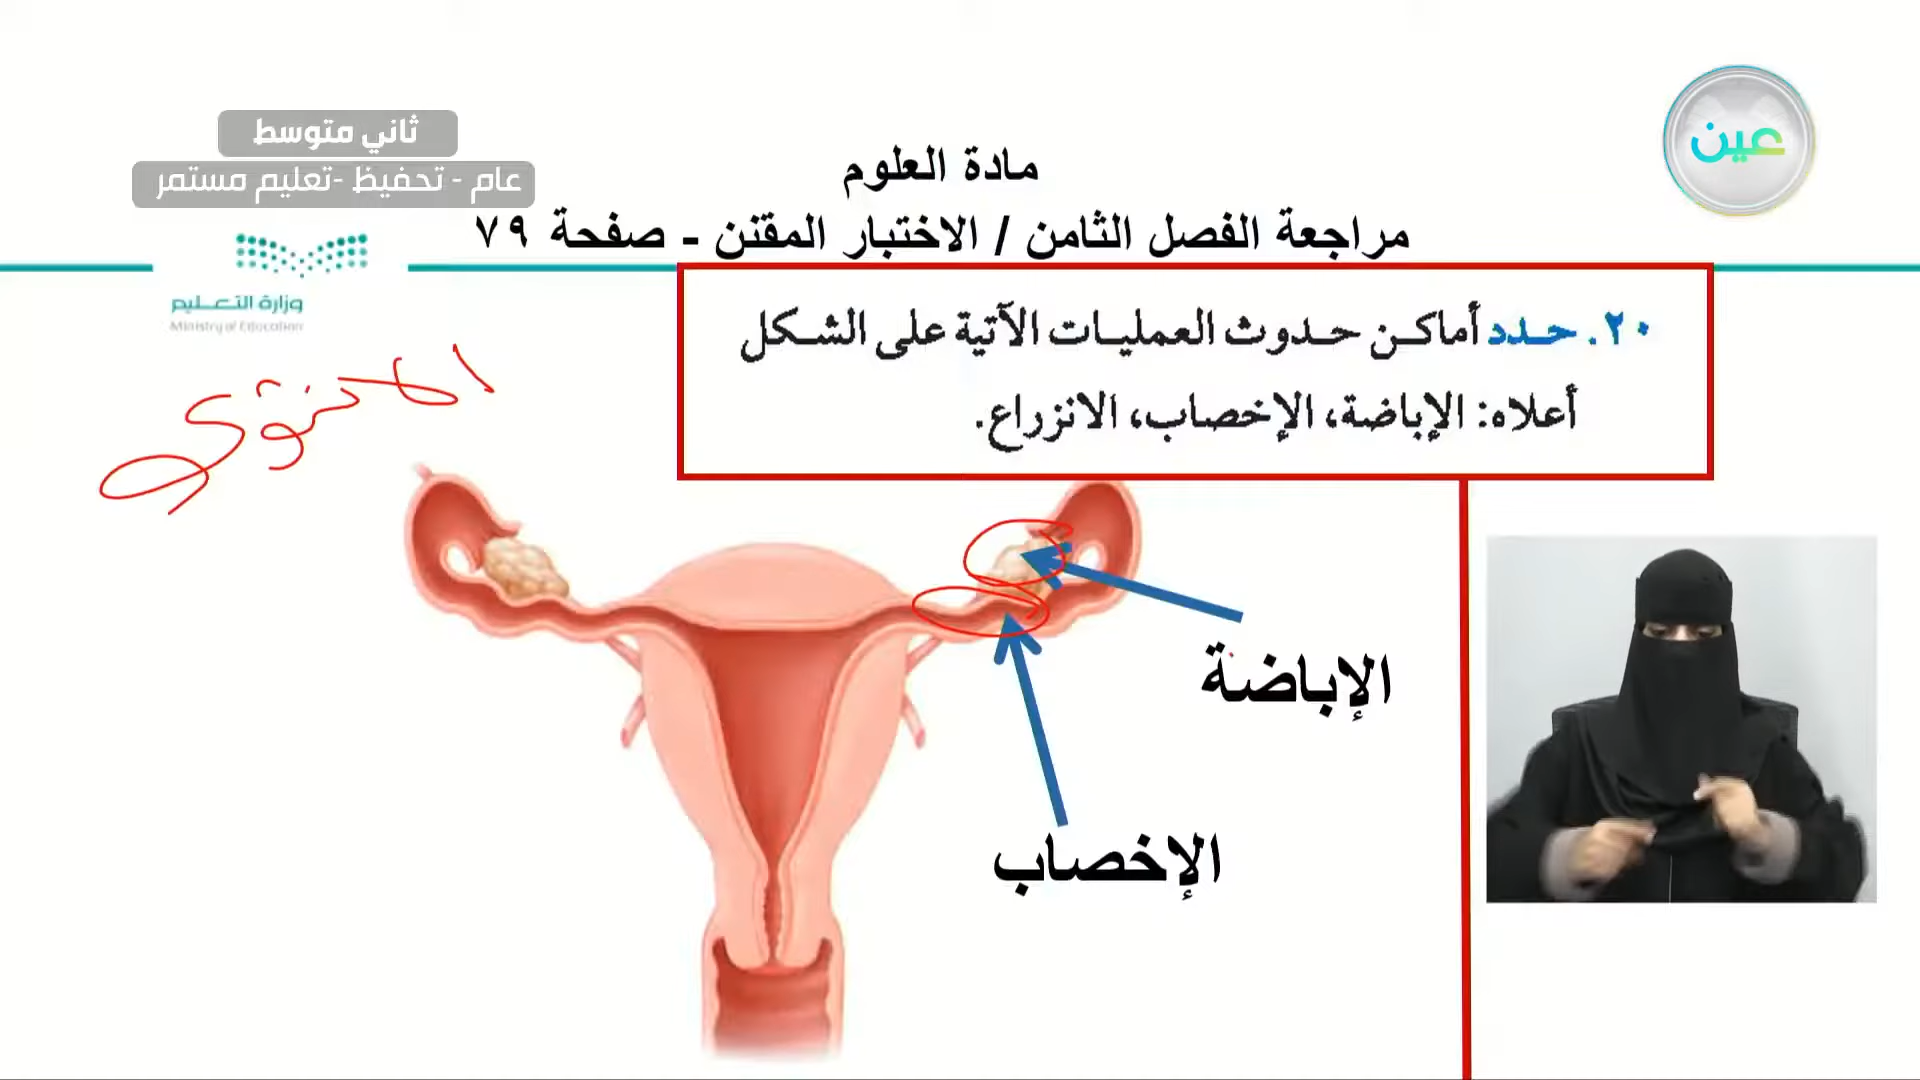 ثاني متوسط
عام - تحفيظ -تعليم مستمر
عين
مادة العلوم
مراجعة الفصل الثامن / الاختبار المقنن - صفحة ٧٩
وزارة التعليم
Ministry of Education
٢٠. حدد أماكن حدوث العمليات الآتية على الشكل
أعلاه: الإباضة، الإخصاب، الانزراع.
الإباضة
الإخصاب